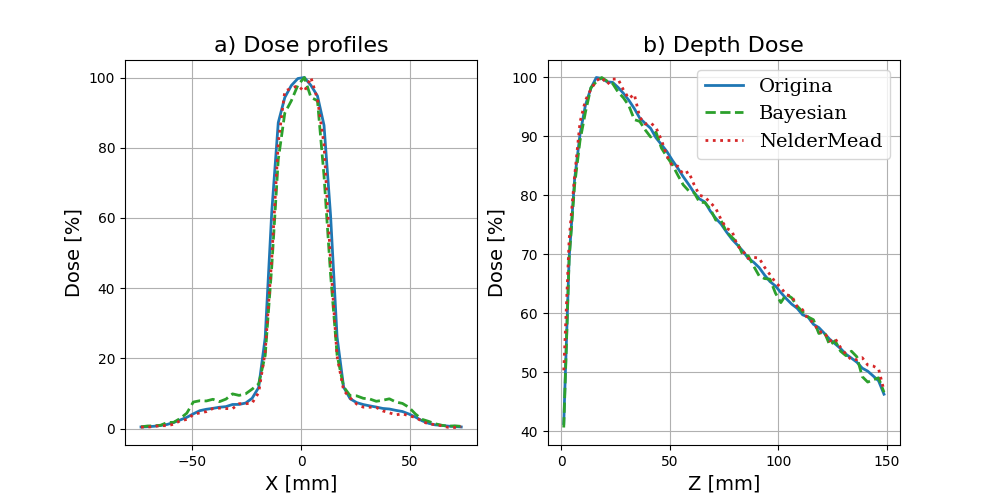 a) Dose profiles
b) Depth Dose
100
80
60
40
20
0
Dose [%]
−50
0
50
X [mm]
100
90
80
70
60
50
40
Dose [%]
0
50
100
150
Z [mm]
Origina
Bayesian
NelderMead